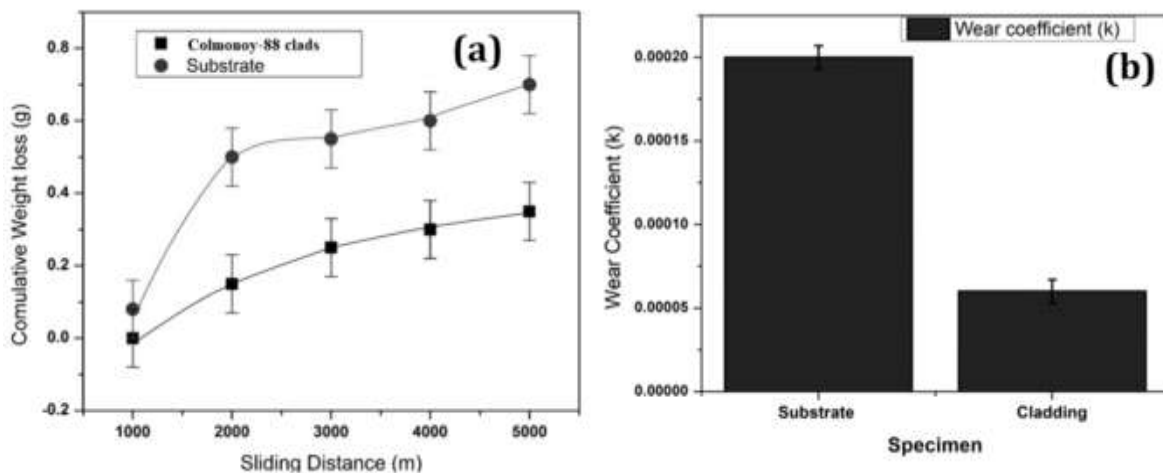 Colmonoy-88 clads
Substrate
(a)
Comulative Weight loss (g)
0.8
0.6
0.4
0.2
0.0
-0.2
1000 2000 3000 4000 5000
Sliding Distance (m)
Wear coefficient (k)
(b)
Wear Coefficient (k)
0.00020
0.00015
0.00010
0.00005
0.00000
Substrate Cladding
Specimen